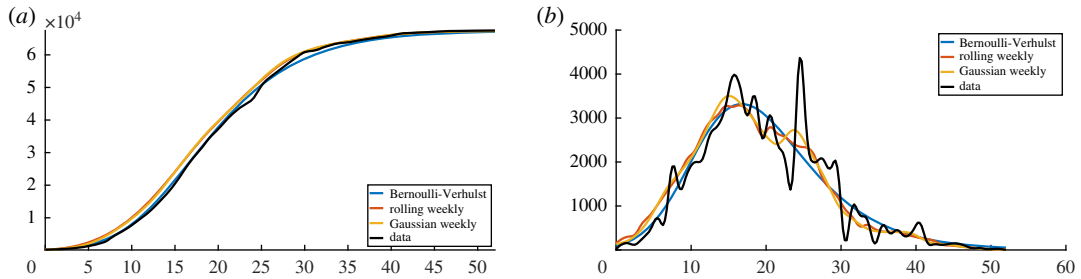 (a)
×10⁴
6
5
4
3
2
1
0 5 10 15 20 25 30 35 40 45 50
Bernoulli-Verhulst
rolling weekly
Gaussian weekly
data
(b)
5000
4000
3000
2000
1000
0 10 20 30 40 50 60
Bernoulli-Verhulst
rolling weekly
Gaussian weekly
data